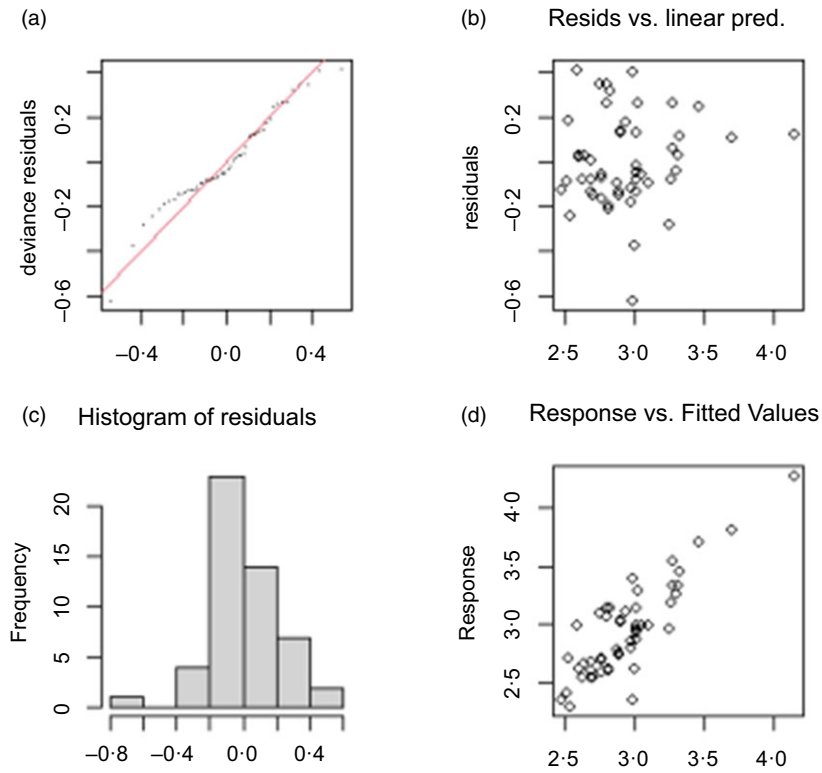 (a)
deviance residuals
0·2
−0·2
−0·6
−0·4 0·0 0·4
(b) Resids vs. linear pred.
residuals
0·2
−0·2
−0·6
2·5 3·0 3·5 4·0
(c) Histogram of residuals
Frequency
20
15
10
5
0
−0·8 −0·4 0·0 0·4
(d) Response vs. Fitted Values
Response
4·0
3·5
3·0
2·5
2·5 3·0 3·5 4·0